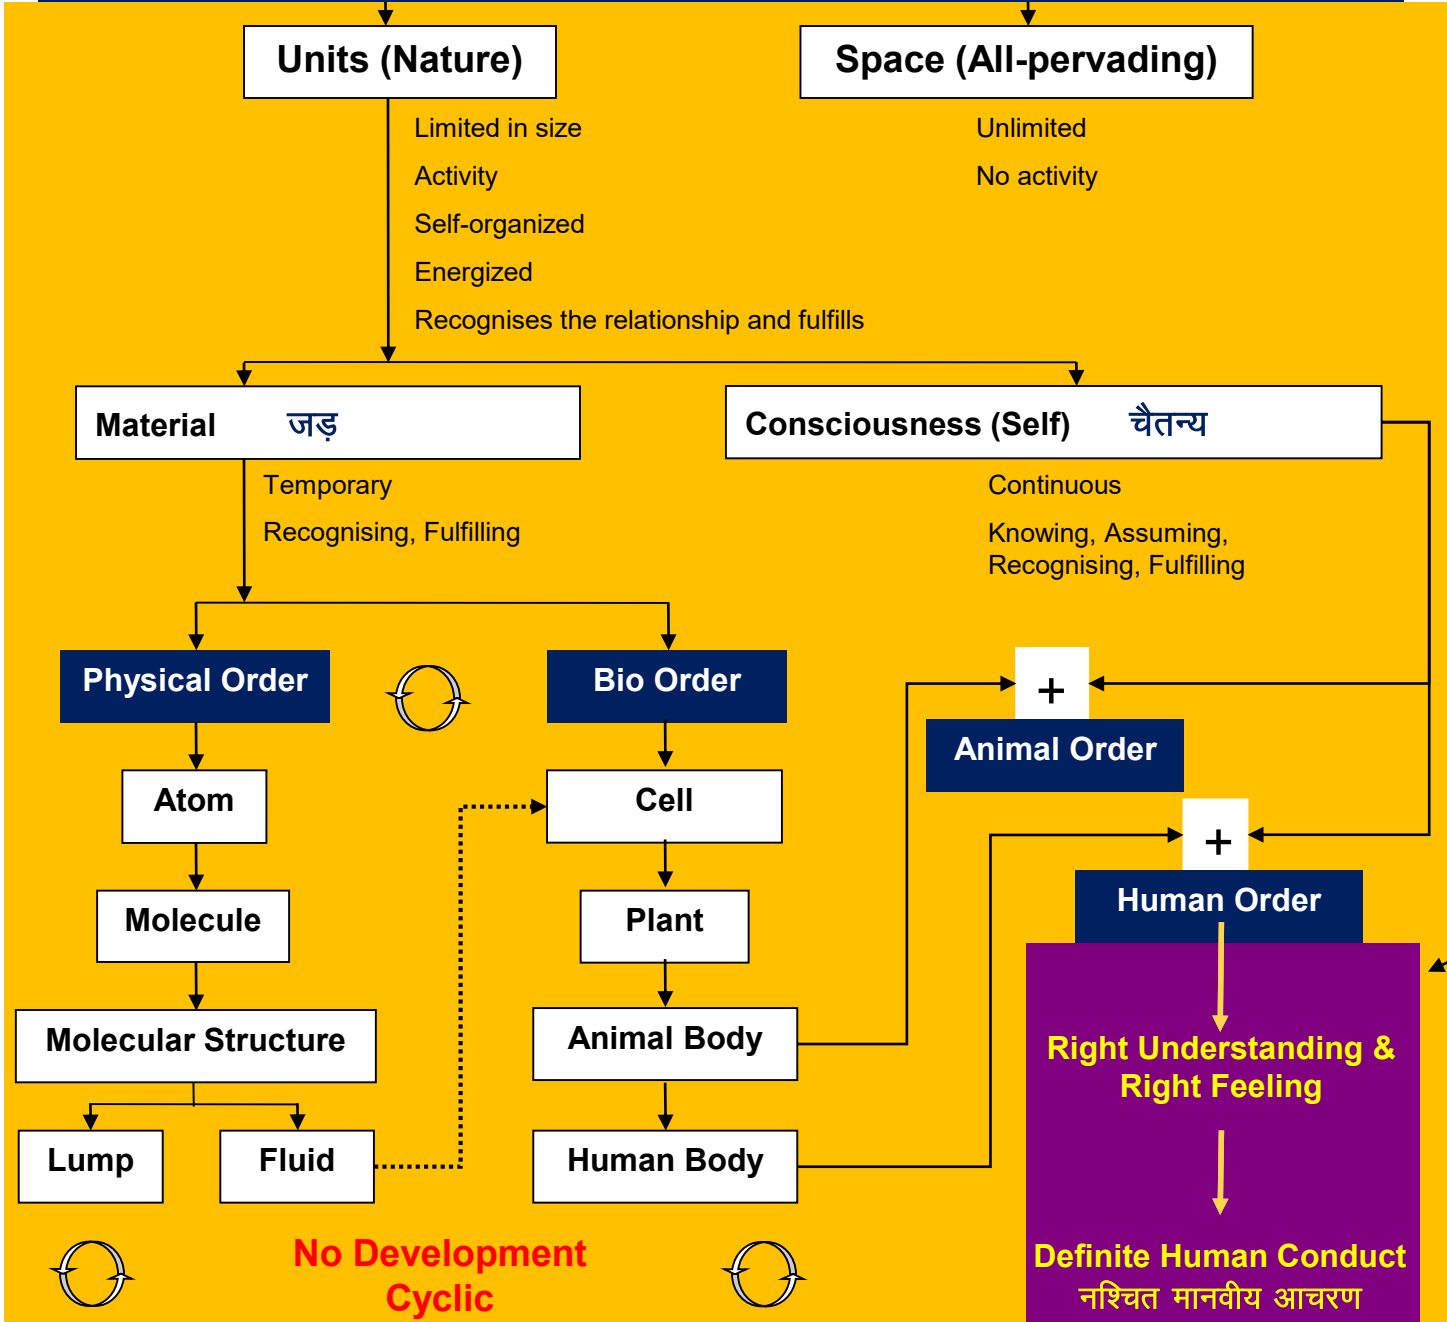 Units (Nature)
Space (All-pervading)
Limited in size
Activity
Self-organized
Energized
Recognises the relationship and fulfills
Unlimited
No activity
Material जड़
Consciousness (Self) चैतन्य
Temporary
Recognising, Fulfilling
Continuous
Knowing, Assuming,
Recognising, Fulfilling
Physical Order
Bio Order
+
Animal Order
Atom
Cell
+
Human Order
Molecule
Plant
Molecular Structure
Animal Body
Right Understanding &
Right Feeling
Lump
Fluid
Human Body
No Development
Cyclic
Definite Human Conduct
निश्चित मानवीय आचरण